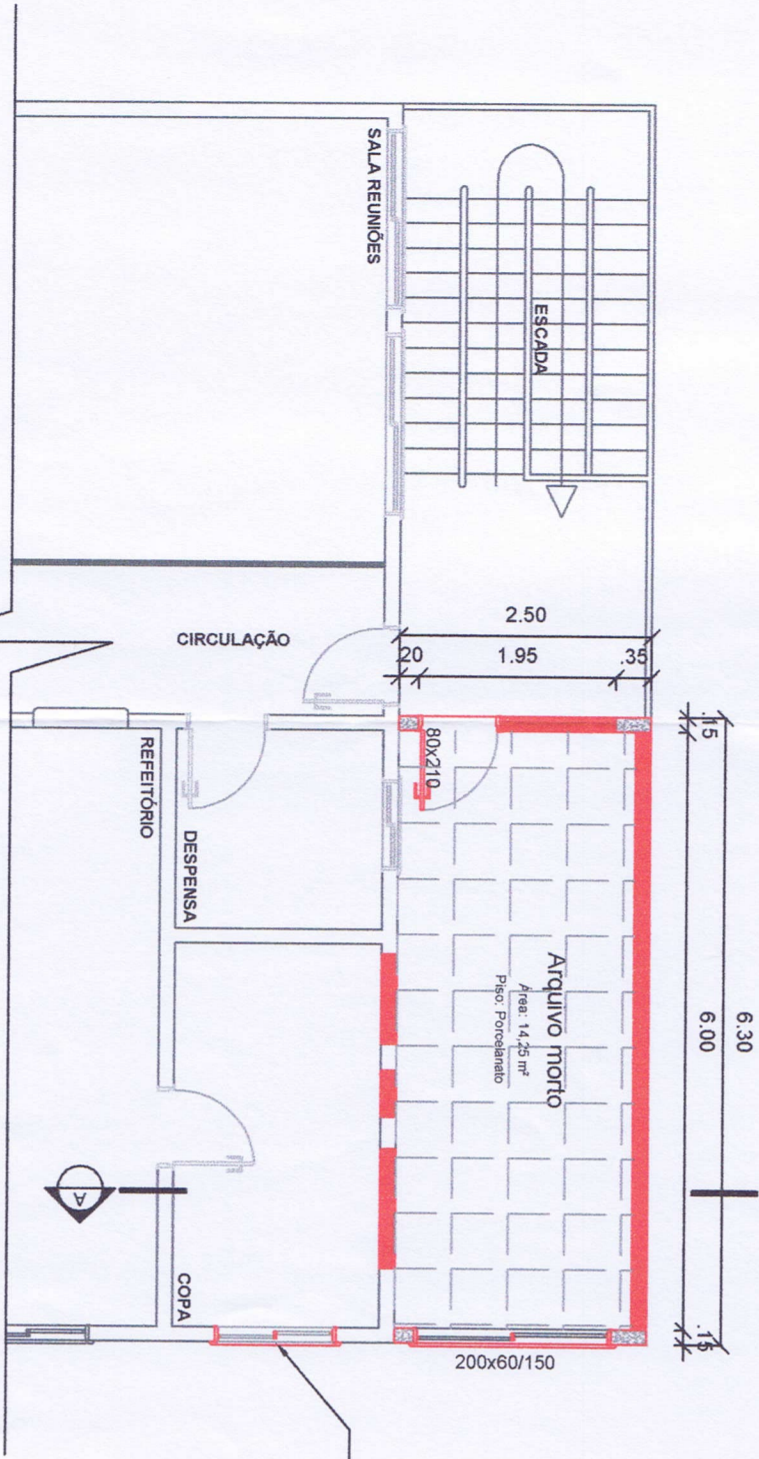 SALA REUNIÕES
ESCADA
CIRCULAÇÃO
2.50
.20
1.95
.35
.15
6.00
6.30
.15
80x210
REFEITÓRIO
DESPENSA
Arquivo morto
Área: 14,25 m²
Piso: Porcelanato
A
COPA
200x60/150